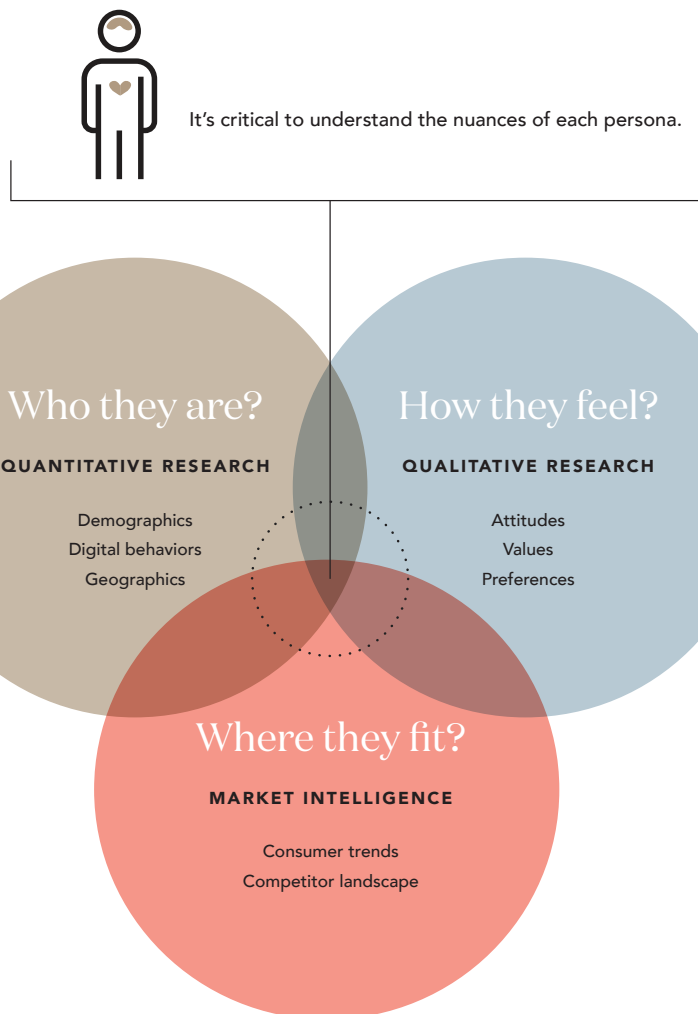 It's critical to understand the nuances of each persona.
Who they are?
QUANTITATIVE RESEARCH
Demographics
Digital behaviors
Geographics
How they feel?
QUALITATIVE RESEARCH
Attitudes
Values
Preferences
Where they fit?
MARKET INTELLIGENCE
Consumer trends
Competitor landscape